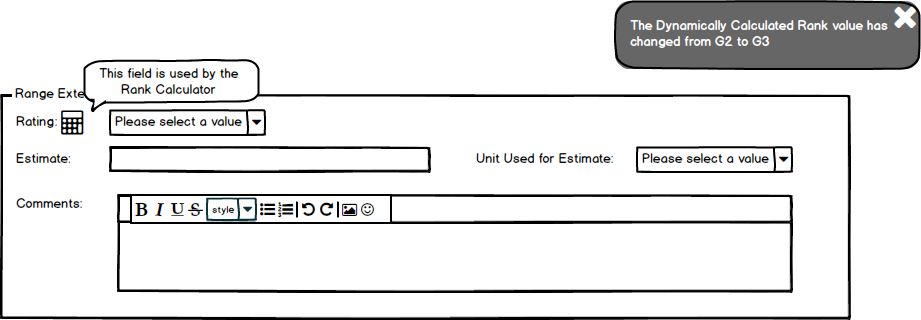 The Dynamically Calculated Rank value has
changed from G2 to G3
This field is used by the
Rank Calculator
Range Exte
Rating:
Please select a value
Estimate:
Unit Used for Estimate:
Please select a value
Comments:
B I U S style